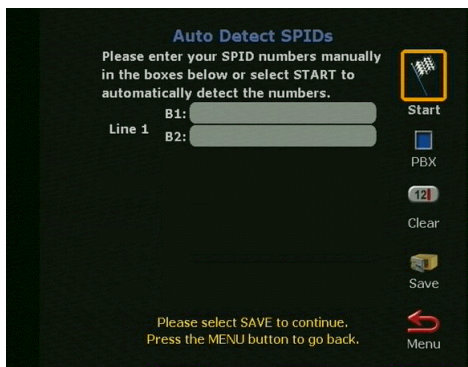 Auto Detect SPIDs
Please enter your SPID numbers manually
in the boxes below or select START to
automatically detect the numbers.
Line 1
B1:
B2:
Start
PBX
12
Clear
Save
Menu
Please select SAVE to continue.
Press the MENU button to go back.